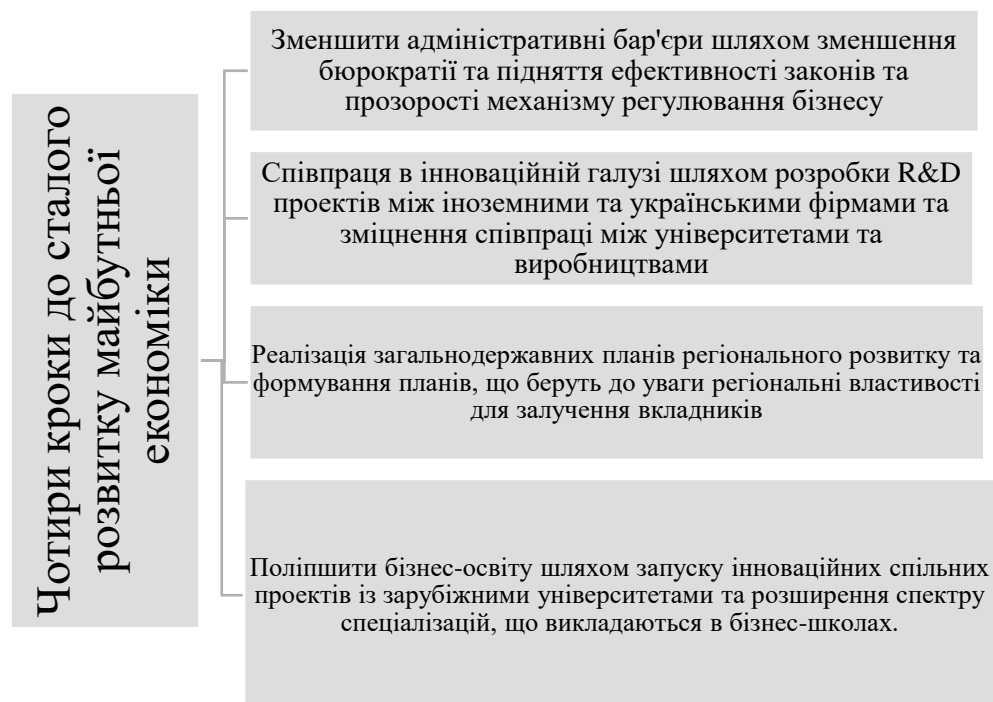 Чотири кроки до сталого
розвитку майбутньої
економіки
Зменшити адміністративні бар'єри шляхом зменшення
бюрократії та підняття ефективності законів та
прозорості механізму регулювання бізнесу
Співпраця в інноваційній галузі шляхом розробки R&D
проектів між іноземними та українськими фірмами та
зміцнення співпраці між університетами та
виробництвами
Реалізація загальнодержавних планів регіонального розвитку та
формування планів, що беруть до уваги регіональні властивості
для залучення вкладників
Поліпшити бізнес-освіту шляхом запуску інноваційних спільних
проектів із зарубіжними університетами та розширення спектру
спеціалізацій, що викладаються в бізнес-школах.